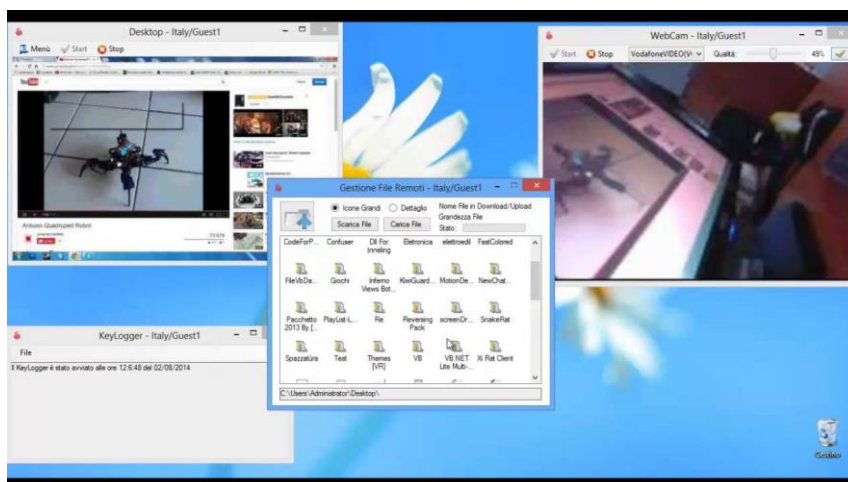 Desktop - Italy/Guest1
Menù Start Stop
You Tube
Arduino Quadruped Robot
WebCam - Italy/Guest1
Start Stop VodafoneVIDEO(V Qualità: 49%
Gestione File Remoti - Italy/Guest1
Icone Grandi Dettaglio
Scarica File Carica File
Nome File in Download/Upload
Grandezza File
Stato:
CodeForP... Confuser Dll For Inneling Eletronica elettroedil FastColored
FileVbDa... Giochi Inferno Views Bot... KiwiGuard... MotionDe... NewChat...
Pacchetto 2013 By [... PlayList-L... Re Reversing Pack screenDr... SnakeRat
Spazzatura Test Themes [VR] VB VB.NET Lite Multi-... Xi Rat Client
C:\Users\Administrator\Desktop\
KeyLogger - Italy/Guest1
File
Il KeyLogger è stato avviato alle ore 12:6:48 del 02/08/2014
Cestino